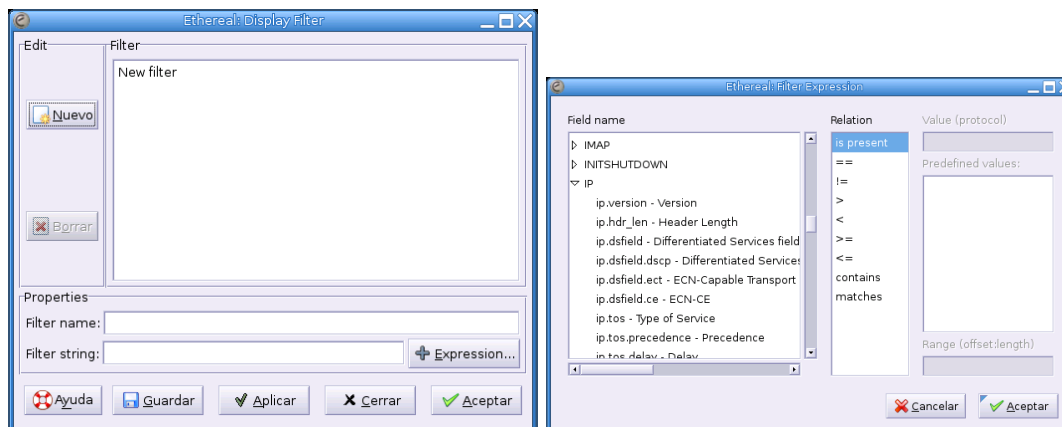 Ethereal: Display Filter
Edit
Filter
New filter
Nuevo
Borrar
Properties
Filter name:
Filter string:
Expression...
Ayuda
Guardar
Aplicar
Cerrar
Aceptar
Ethereal: Filter Expression
Field name
IMAP
INITSHUTDOWN
IP
ip.version - Version
ip.hdr_len - Header Length
ip.dsfield - Differentiated Services field
ip.dsfield.dscp - Differentiated Services
ip.dsfield.ect - ECN-Capable Transport
ip.dsfield.ce - ECN-CE
ip.tos - Type of Service
ip.tos.precedence - Precedence
ip.tos.delay - Delay
Relation
is present
==
!=
>
<
>=
<=
contains
matches
Value (protocol)
Predefined values:
Range (offset:length)
Cancelar
Aceptar